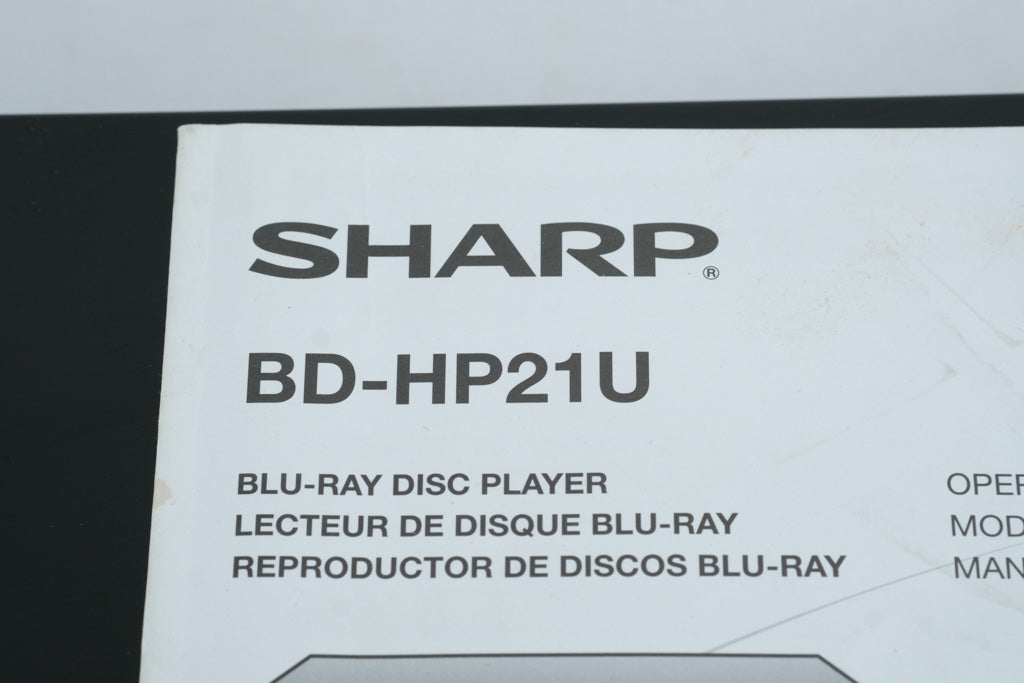 SHARP®
BD-HP21U
BLU-RAY DISC PLAYER
LECTEUR DE DISQUE BLU-RAY
REPRODUCTOR DE DISCOS BLU-RAY